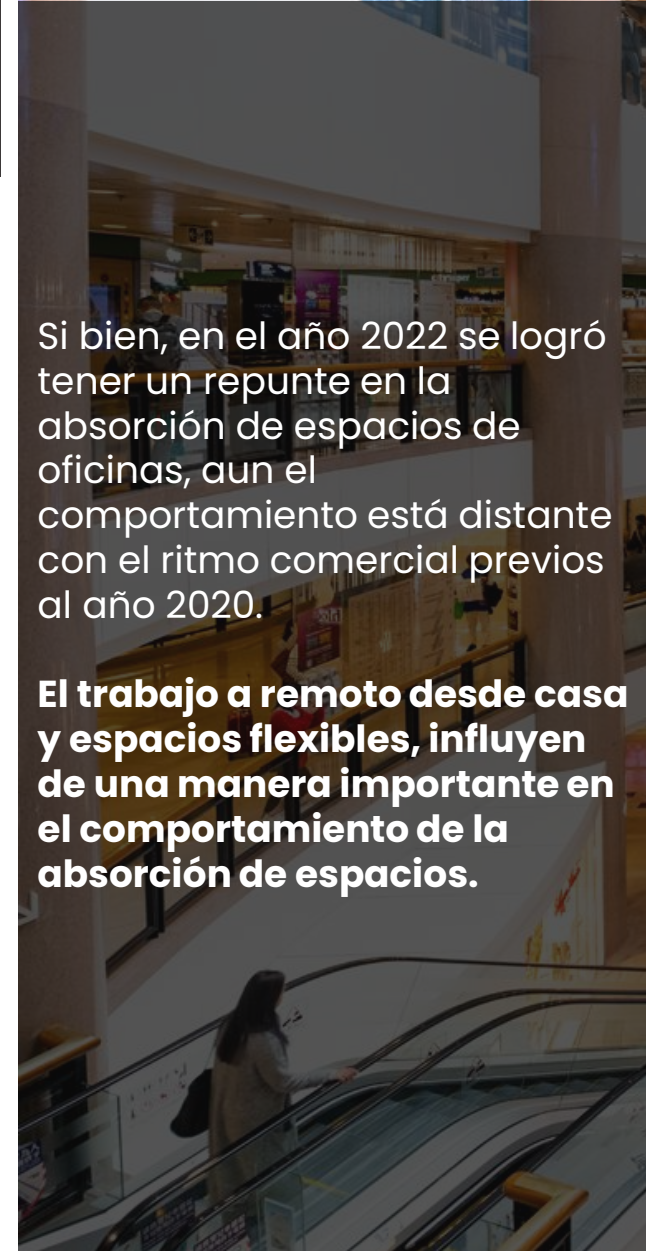 Si bien, en el año 2022 se logró
tener un repunte en la
absorción de espacios de
oficinas, aun el
comportamiento está distante
con el ritmo comercial previos
al año 2020.
El trabajo a remoto desde casa
y espacios flexibles, influyen
de una manera importante en
el comportamiento de la
absorción de espacios.